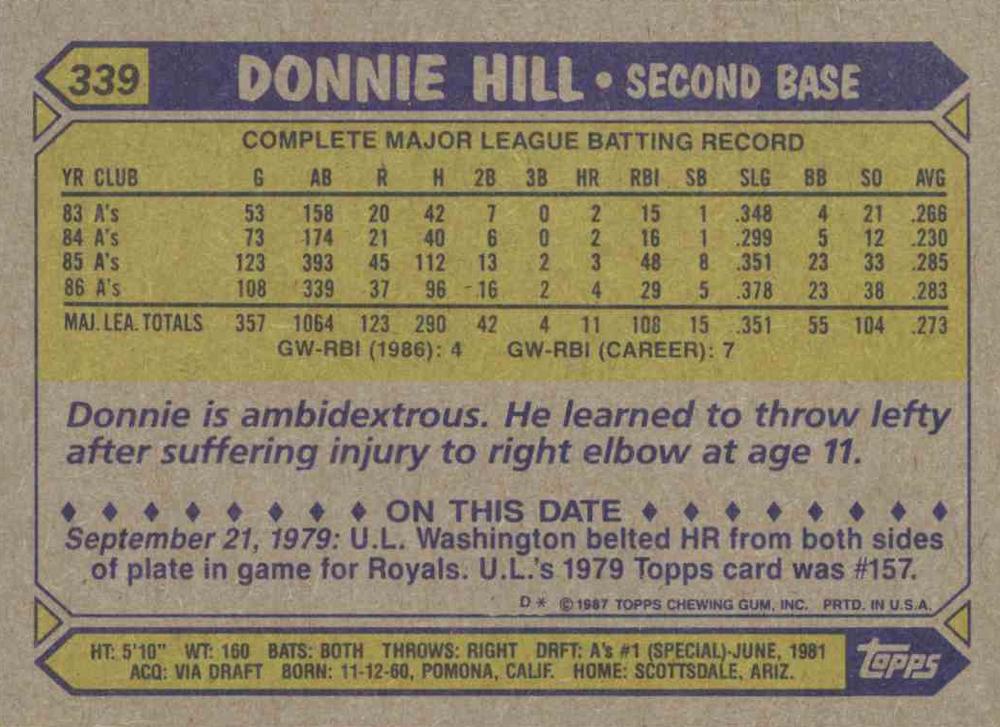 339 DONNIE HILL • SECOND BASE
COMPLETE MAJOR LEAGUE BATTING RECORD
YR CLUB G AB R H 2B 3B HR RBI SB SLG BB SO AVG
83 A's 53 158 20 42 7 0 2 15 1 .348 4 21 .266
84 A's 73 174 21 40 6 0 2 16 1 .299 5 12 .230
85 A's 123 393 45 112 13 2 3 48 8 .351 23 33 .285
86 A's 108 339 37 96 16 2 4 29 5 .378 23 38 .283
MAJ. LEA. TOTALS 357 1064 123 290 42 4 11 108 15 .351 55 104 .273
GW-RBI (1986): 4 GW-RBI (CAREER): 7
Donnie is ambidextrous. He learned to throw lefty
after suffering injury to right elbow at age 11.
♦ ♦ ♦ ♦ ♦ ♦ ♦ ♦ ON THIS DATE ♦ ♦ ♦ ♦ ♦ ♦ ♦ ♦
September 21, 1979: U.L. Washington belted HR from both sides
of plate in game for Royals. U.L.'s 1979 Topps card was #157.
D * © 1987 TOPPS CHEWING GUM, INC. PRTD. IN U.S.A.
HT: 5'10" WT: 160 BATS: BOTH THROWS: RIGHT DRFT: A's #1 (SPECIAL)-JUNE, 1981
ACQ: VIA DRAFT BORN: 11-12-60, POMONA, CALIF. HOME: SCOTTSDALE, ARIZ.
topps